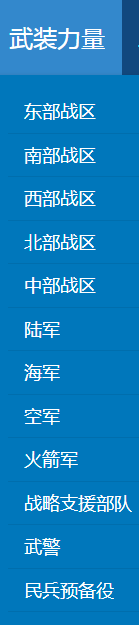 武装力量
东部战区
南部战区
西部战区
北部战区
中部战区
陆军
海军
空军
火箭军
战略支援部队
武警
民兵预备役